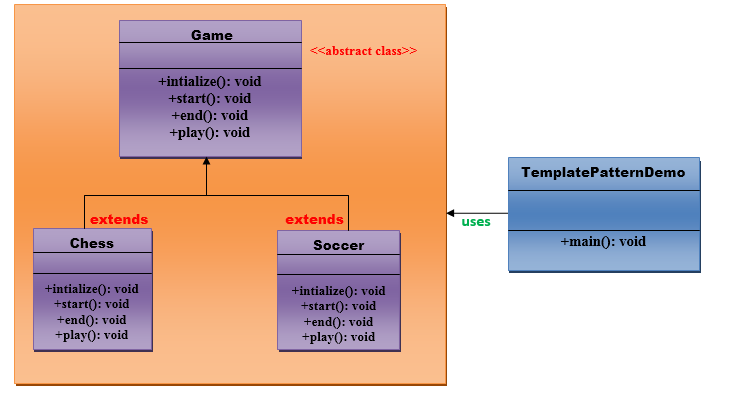 Game
<<abstract class>>
+intialize(): void
+start(): void
+end(): void
+play(): void
TemplatePatternDemo
+main(): void
uses
extends
extends
Chess
+intialize(): void
+start(): void
+end(): void
+play(): void
Soccer
+intialize(): void
+start(): void
+end(): void
+play(): void